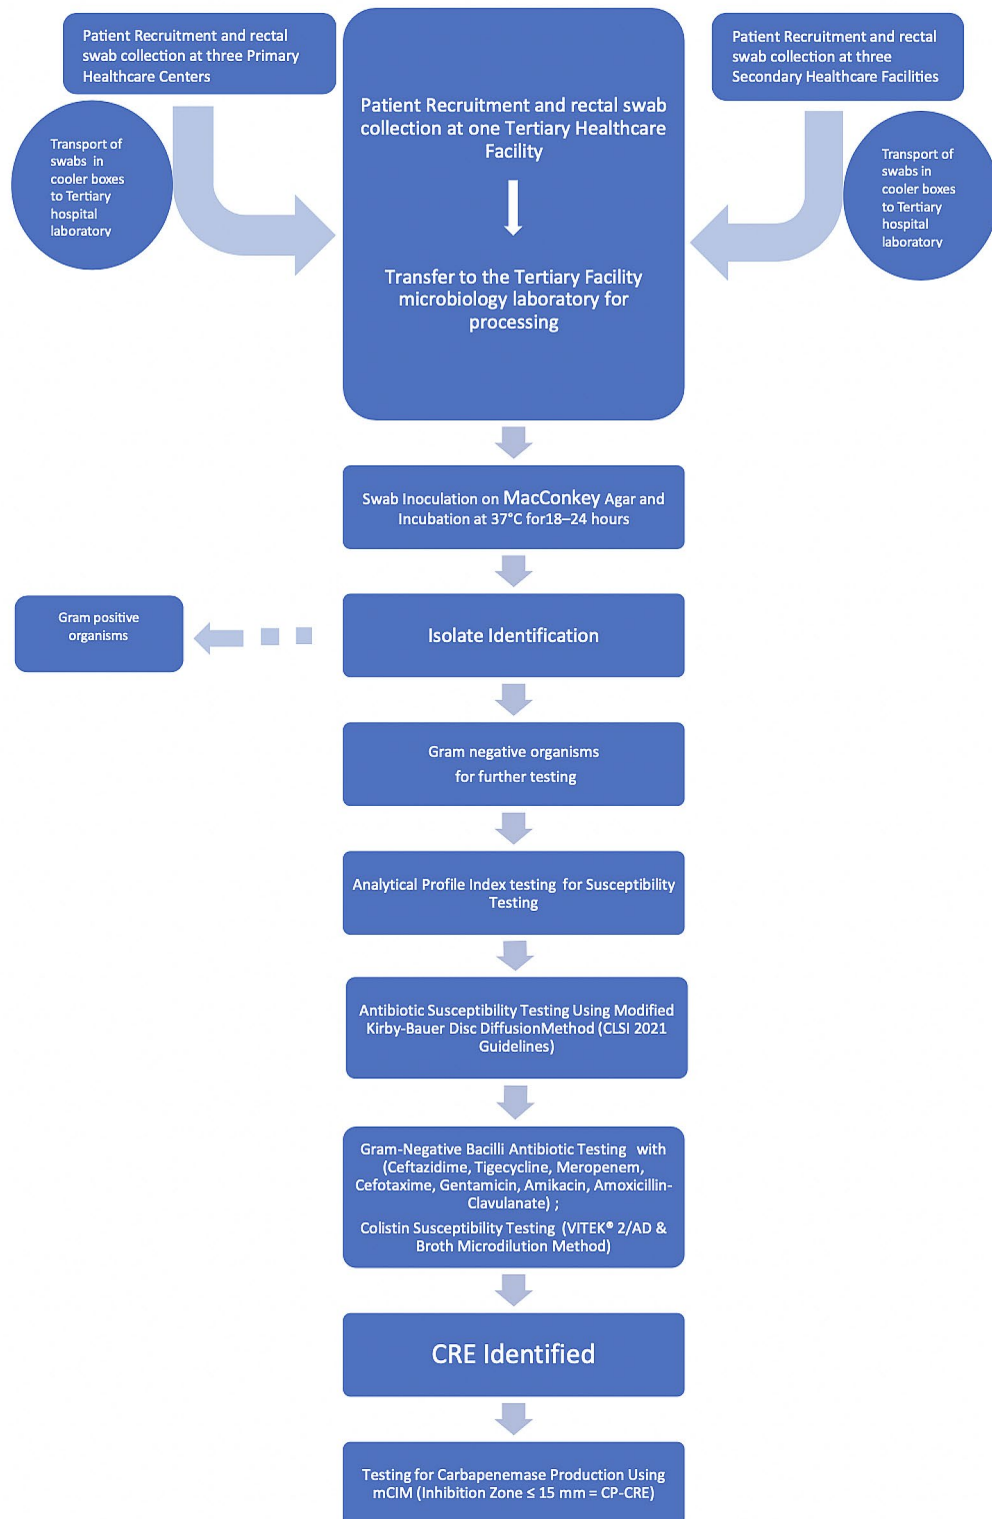 Patient Recruitment and rectal
swab collection at three Primary
Healthcare Centers
Transport of
swabs in
cooler boxes
to Tertiary
hospital
laboratory
Patient Recruitment and rectal swab
collection at one Tertiary Healthcare
Facility
Transfer to the Tertiary Facility
microbiology laboratory for
processing
Patient Recruitment and rectal
swab collection at three
Secondary Healthcare Facilities
Transport of
swabs in
cooler boxes
to Tertiary
hospital
laboratory
Swab Inoculation on MacConkey Agar and
Incubation at 37°C for18–24 hours
Isolate Identification
Gram positive
organisms
Gram negative organisms
for further testing
Analytical Profile Index testing for Susceptibility
Testing
Antibiotic Susceptibility Testing Using Modified
Kirby-Bauer Disc DiffusionMethod (CLSI 2021
Guidelines)
Gram-Negative Bacilli Antibiotic Testing with
(Ceftazidime, Tigecycline, Meropenem,
Cefotaxime, Gentamicin, Amikacin, Amoxicillin-
Clavulanate) ;
Colistin Susceptibility Testing (VITEK® 2/AD &
Broth Microdilution Method)
CRE Identified
Testing for Carbapenemase Production Using
mCIM (Inhibition Zone ≤ 15 mm = CP-CRE)